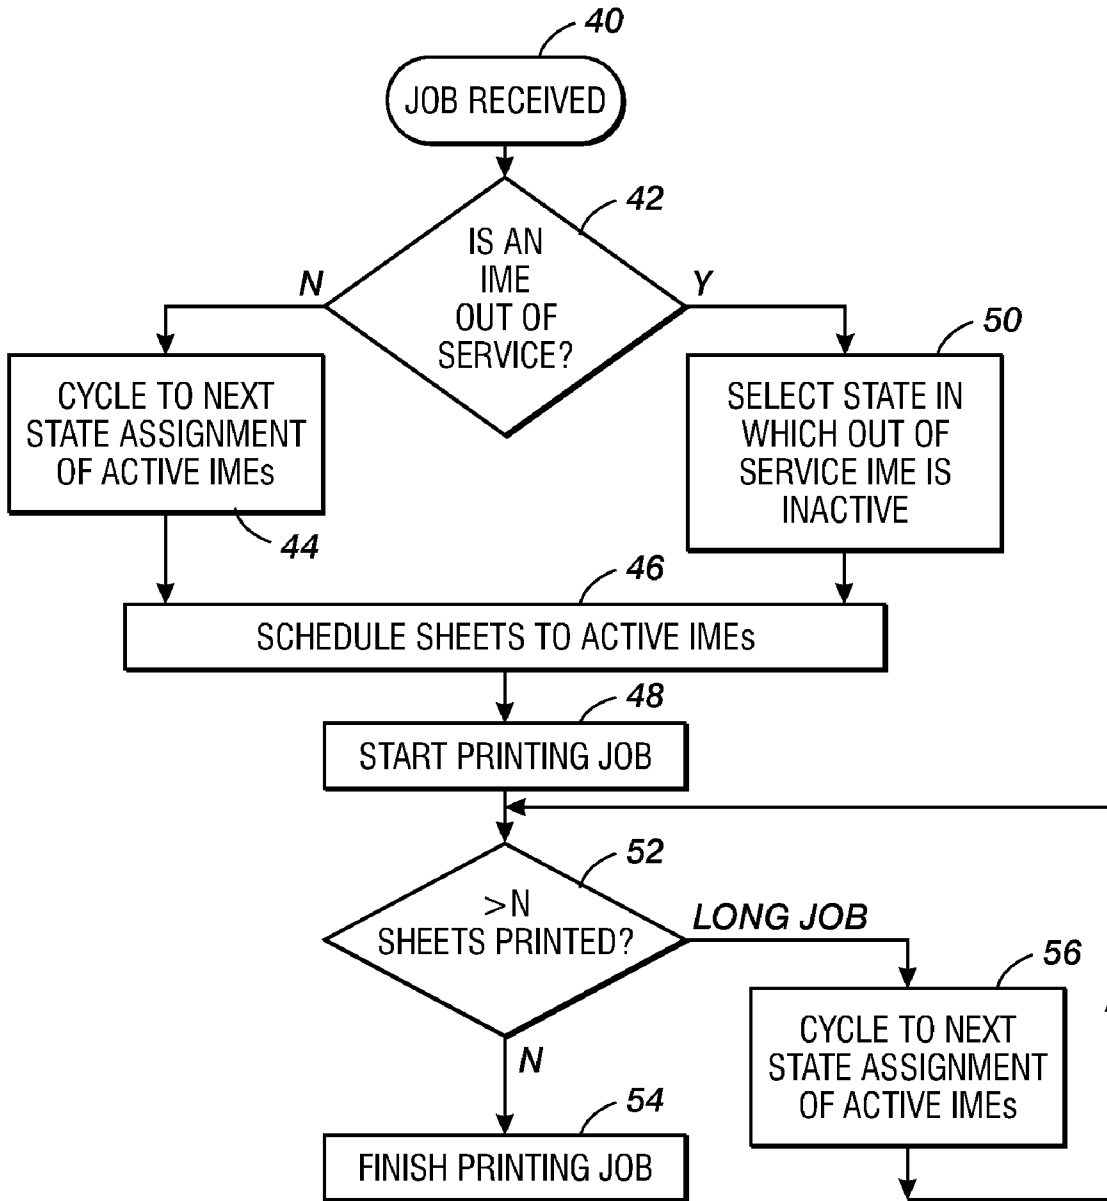 40
JOB RECEIVED
42
IS AN
IME
OUT OF
SERVICE?
N
Y
50
CYCLE TO NEXT
STATE ASSIGNMENT
OF ACTIVE IMEs
44
SELECT STATE IN
WHICH OUT OF
SERVICE IME IS
INACTIVE
46
SCHEDULE SHEETS TO ACTIVE IMEs
48
START PRINTING JOB
52
>N
SHEETS PRINTED?
LONG JOB
56
CYCLE TO NEXT
STATE ASSIGNMENT
OF ACTIVE IMEs
N
54
FINISH PRINTING JOB